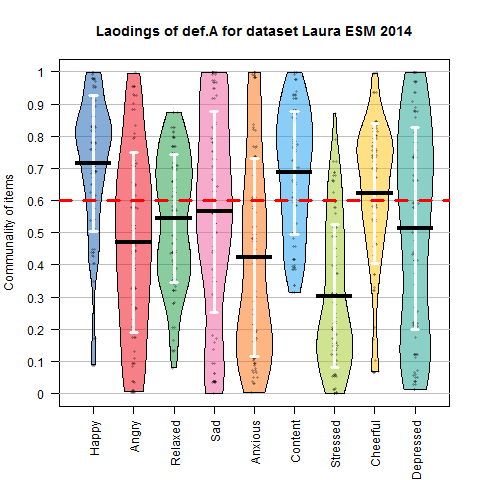 Laodings of def.A for dataset Laura ESM 2014
Communality of items
1
0.9
0.8
0.7
0.6
0.5
0.4
0.3
0.2
0.1
0
Happy
Angry
Relaxed
Sad
Anxious
Content
Stressed
Cheerful
Depressed